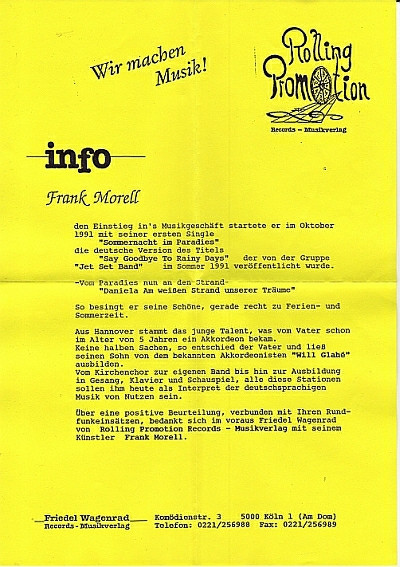 Wir machen
Musik!
Rolling
Promotion
Records - Musikverlag
info
Frank Morell
den Einstieg in's Musikgeschäft startete er im Oktober
1991 mit seiner ersten Single
"Sommernacht im Paradies"
die deutsche Version des Titels
"Say Goodbye To Rainy Days" der von der Gruppe
"Jet Set Band" im Sommer 1991 veröffentlicht wurde.
-Vom Paradies nun an den Strand-
"Daniela Am weißen Strand unserer Träume"
So besingt er seine Schöne, gerade recht zu Ferien- und
Sommerzeit.
Aus Hannover stammt das junge Talent, was von Vater schon
im Alter von 5 Jahren ein Akkordeon bekam.
Keine halben Sachen, so entschied der Vater und ließ
seinen Sohn von dem bekannten Akkordeonisten "Will Glahé"
ausbilden.
Vom Kirchenchor zur eigenen Band bis hin zur Ausbildung
in Gesang, Klavier und Schauspiel, alle diese Stationen
sollen ihm heute als Interpret der deutschsprachigen
Musik von Nutzen sein.
Über eine positive Beurteilung, verbunden mit Ihren Rund-
funkeinsätzen, bedankt sich im voraus Friedel Wagenrad
von Rolling Promotion Records - Musikverlag mit seinem
Künstler Frank Morell.
Friedel Wagenrad Komödienstr. 3 5000 Köln 1 (Am Dom)
Records - Musikverlag Telefon: 0221/256988 Fax: 0221/256989